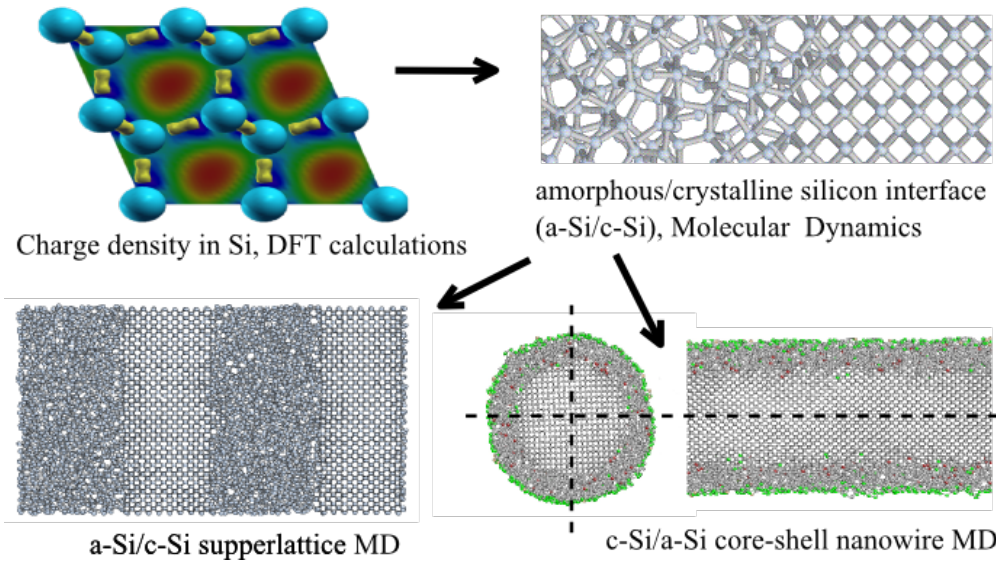 Charge density in Si, DFT calculations
amorphous/crystalline silicon interface
(a-Si/c-Si), Molecular Dynamics
a-Si/c-Si supperlattice MD
c-Si/a-Si core-shell nanowire MD